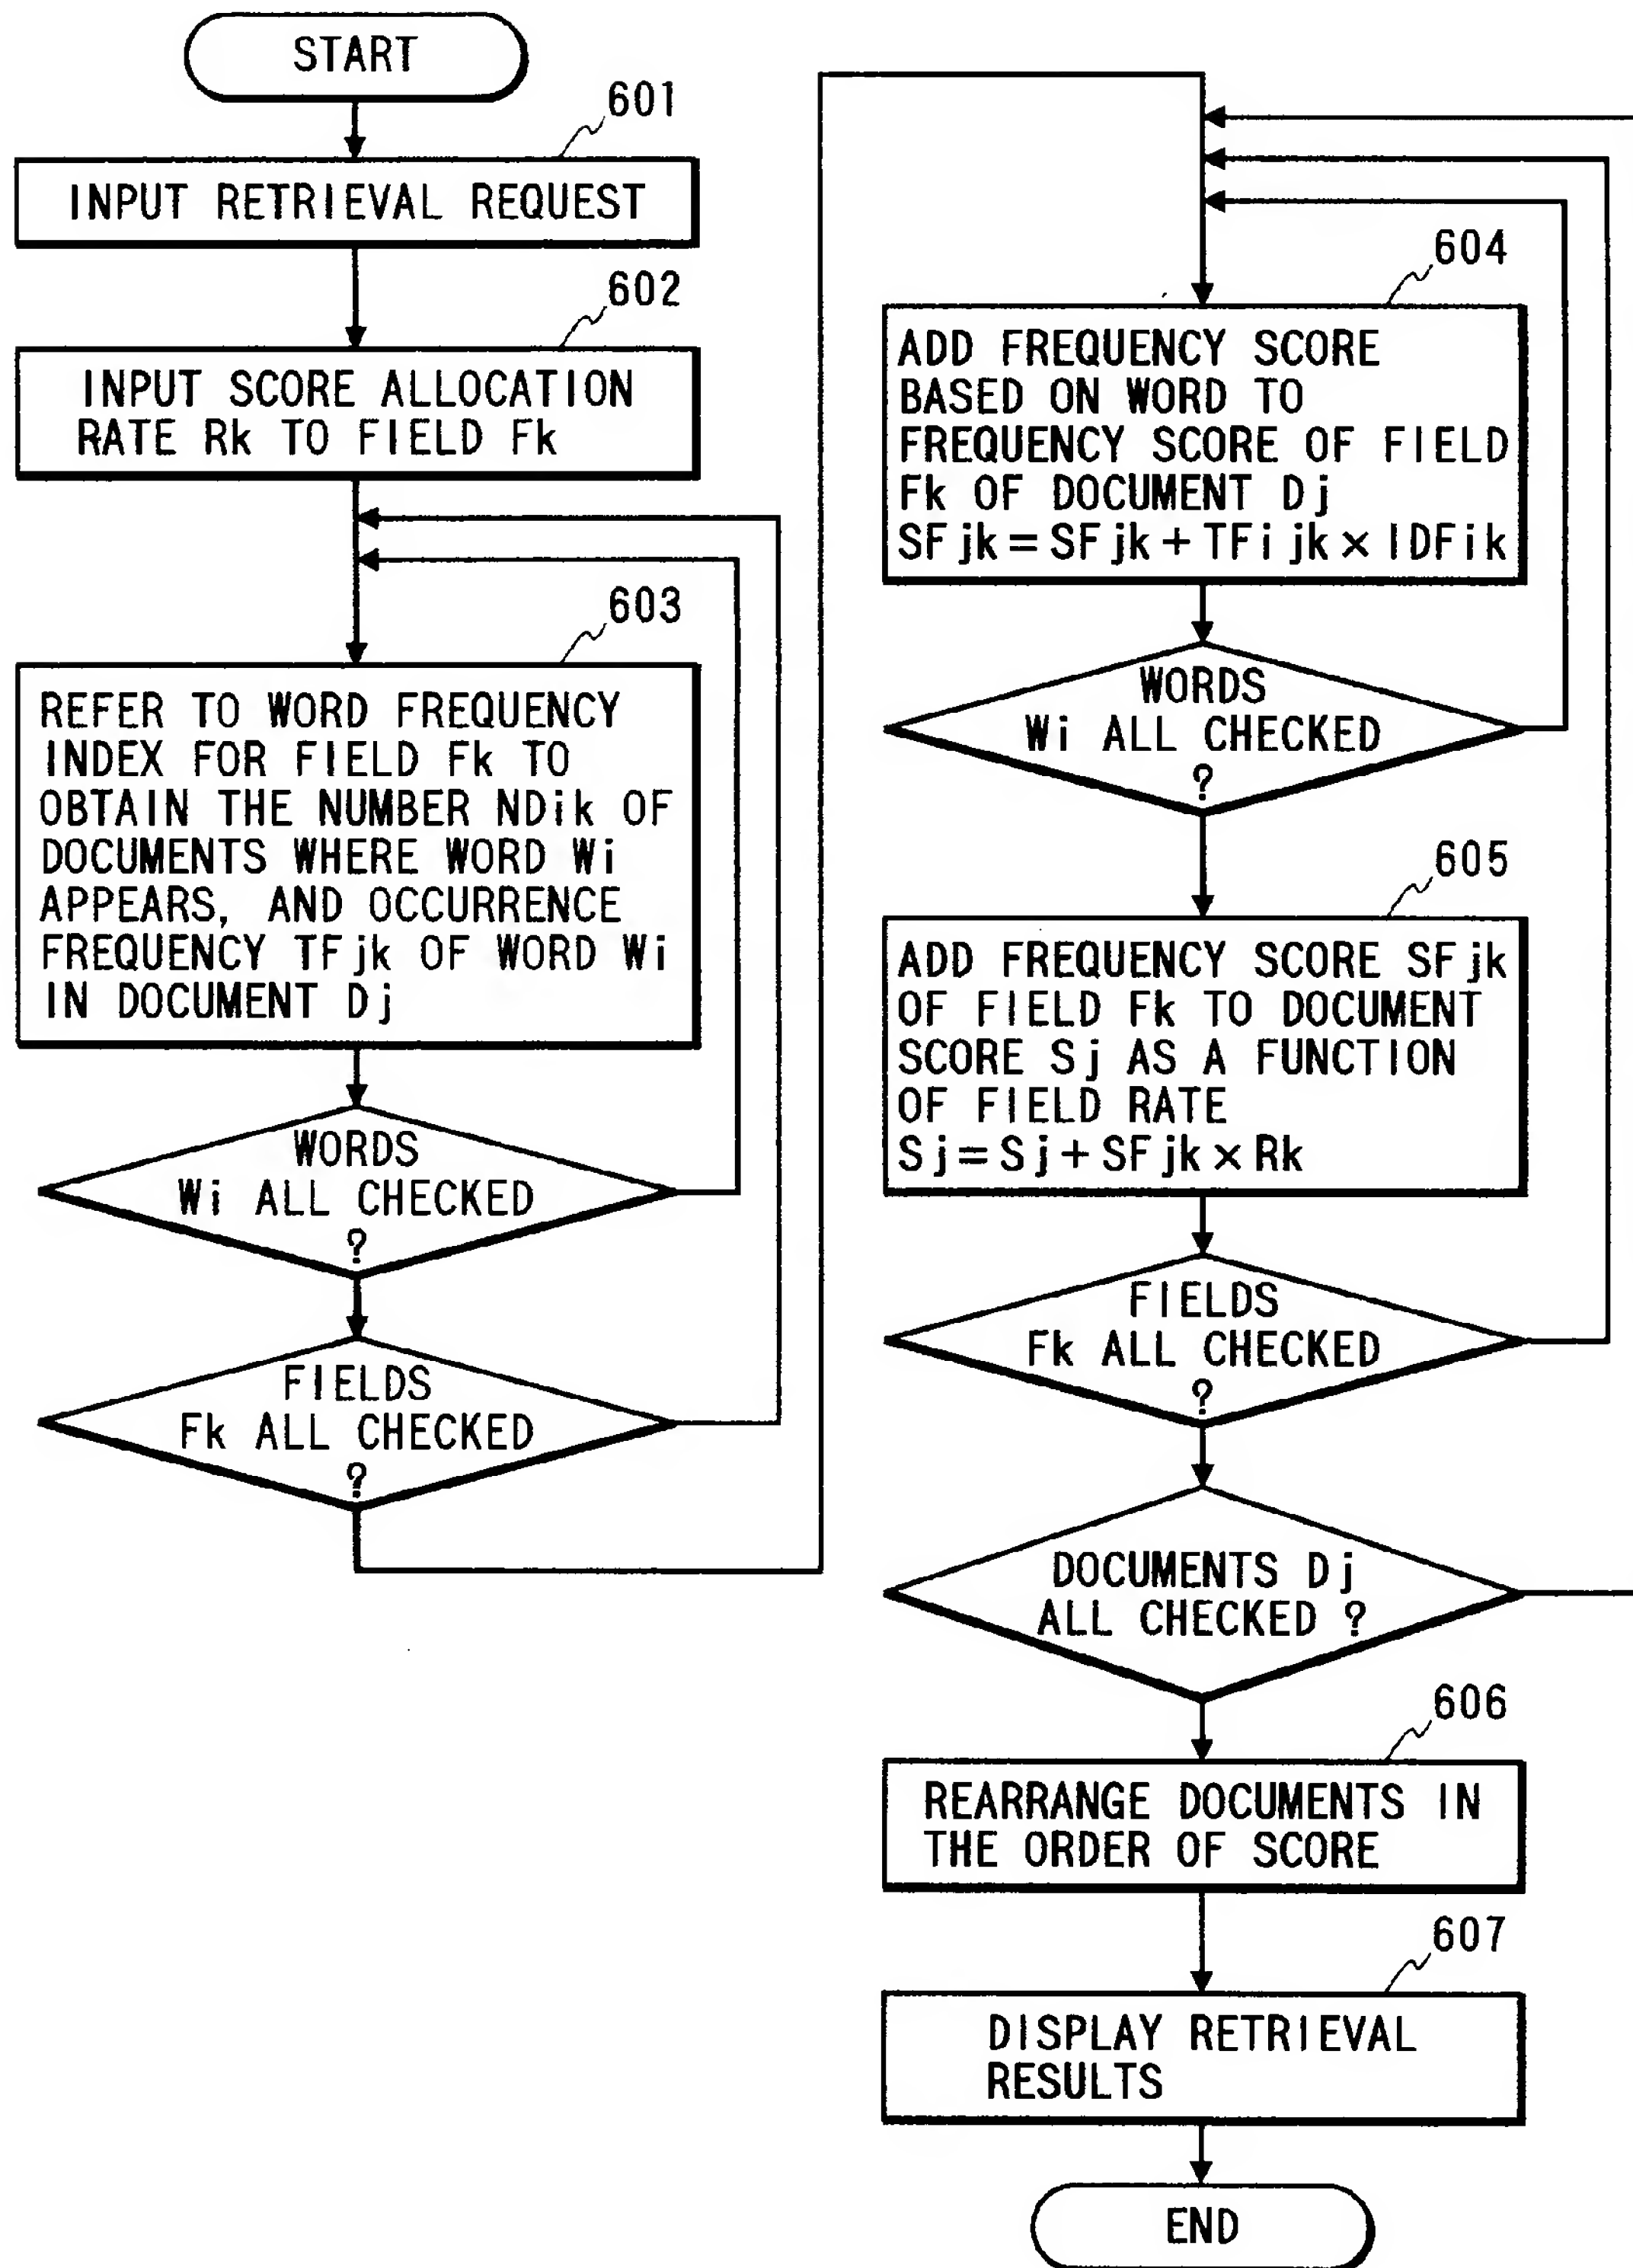 START
601
INPUT RETRIEVAL REQUEST
602
INPUT SCORE ALLOCATION
RATE Rk TO FIELD Fk
603
REFER TO WORD FREQUENCY
INDEX FOR FIELD Fk TO
OBTAIN THE NUMBER NDik OF
DOCUMENTS WHERE WORD Wi
APPEARS, AND OCCURRENCE
FREQUENCY TFjk OF WORD Wi
IN DOCUMENT Dj
WORDS
Wi ALL CHECKED
?
FIELDS
Fk ALL CHECKED
?
604
ADD FREQUENCY SCORE
BASED ON WORD TO
FREQUENCY SCORE OF FIELD
Fk OF DOCUMENT Dj
SFjk=SFjk+TFijk×IDFik
WORDS
Wi ALL CHECKED
?
605
ADD FREQUENCY SCORE SFjk
OF FIELD Fk TO DOCUMENT
SCORE Sj AS A FUNCTION
OF FIELD RATE
Sj=Sj+SFjk×Rk
FIELDS
Fk ALL CHECKED
?
DOCUMENTS Dj
ALL CHECKED ?
606
REARRANGE DOCUMENTS IN
THE ORDER OF SCORE
607
DISPLAY RETRIEVAL
RESULTS
END